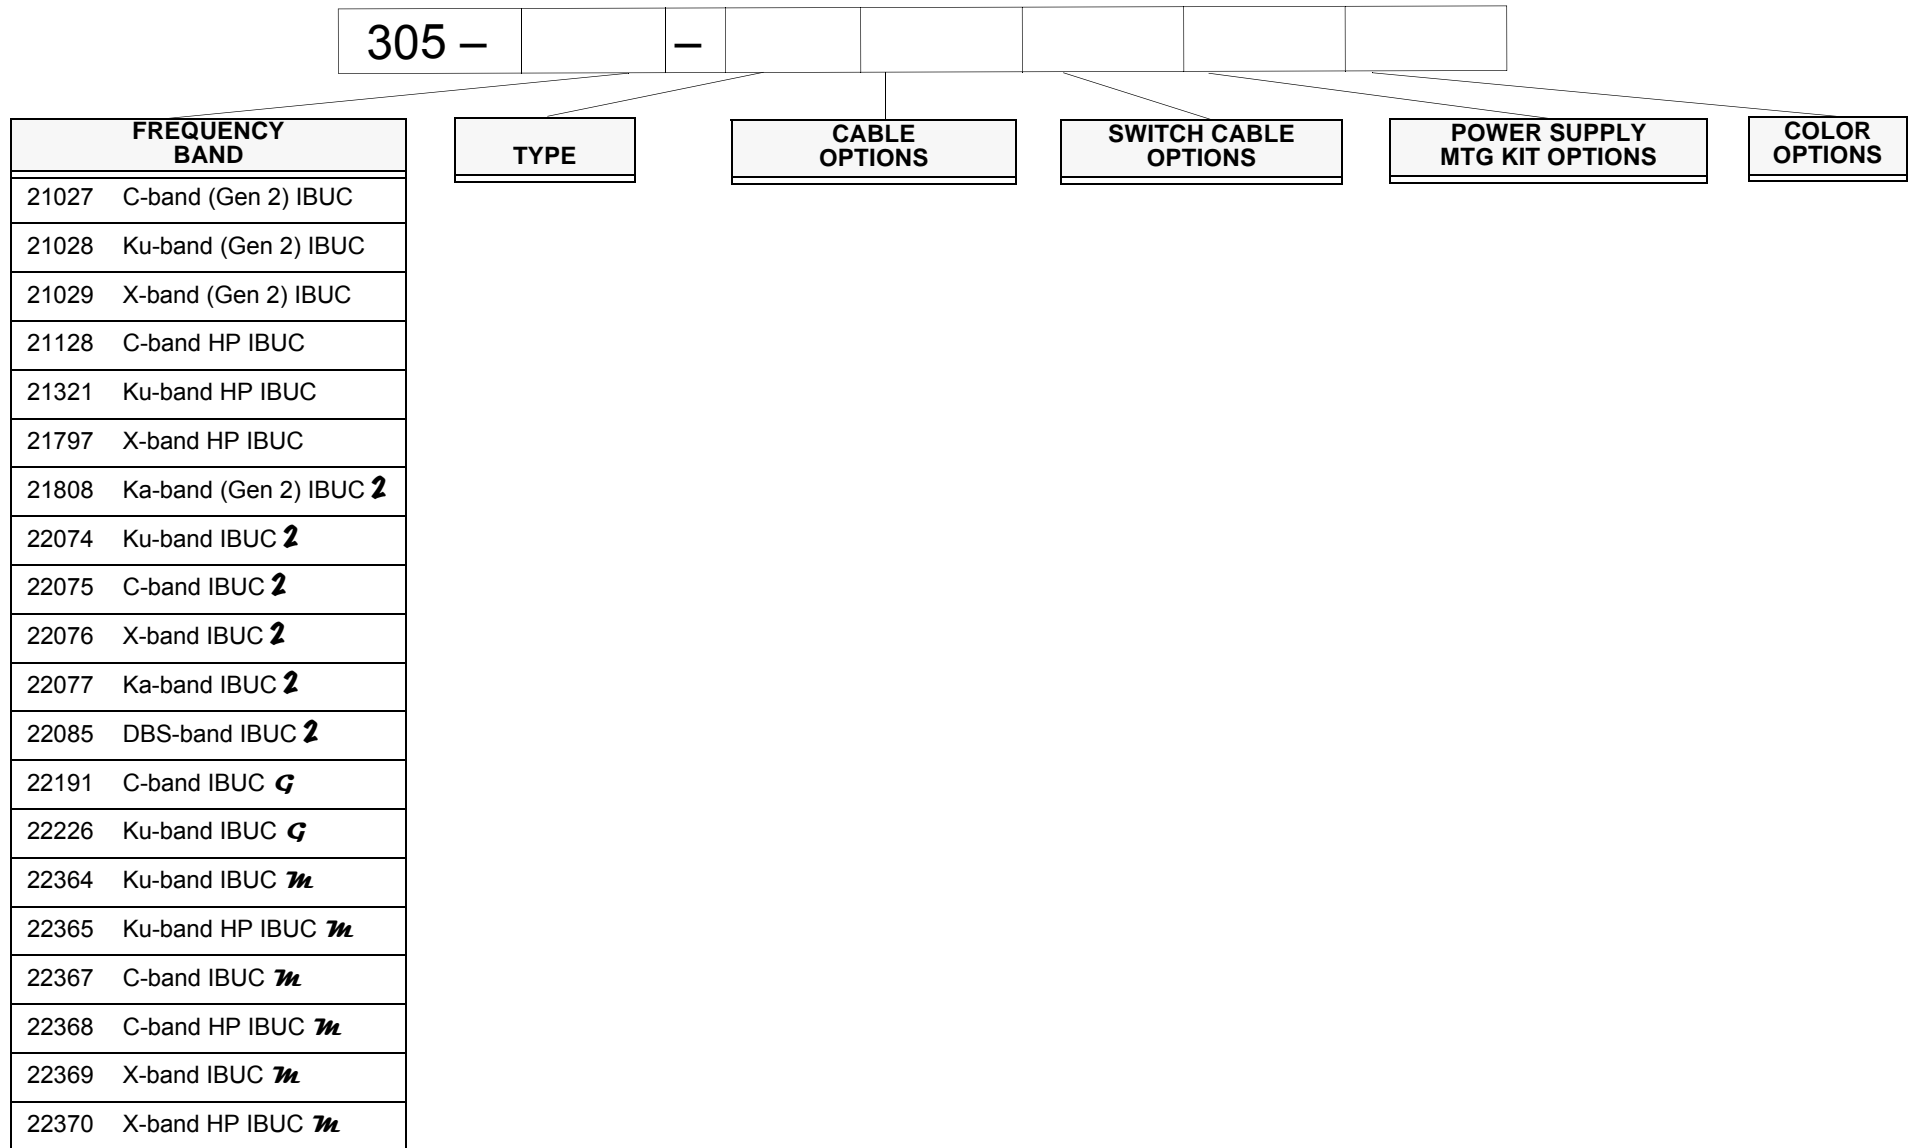 305 – –
FREQUENCY
BAND
TYPE
CABLE
OPTIONS
SWITCH CABLE
OPTIONS
POWER SUPPLY
MTG KIT OPTIONS
COLOR
OPTIONS
21027 C-band (Gen 2) IBUC
21028 Ku-band (Gen 2) IBUC
21029 X-band (Gen 2) IBUC
21128 C-band HP IBUC
21321 Ku-band HP IBUC
21797 X-band HP IBUC
21808 Ka-band (Gen 2) IBUC 2
22074 Ku-band IBUC 2
22075 C-band IBUC 2
22076 X-band IBUC 2
22077 Ka-band IBUC 2
22085 DBS-band IBUC 2
22191 C-band IBUC G
22226 Ku-band IBUC G
22364 Ku-band IBUC m
22365 Ku-band HP IBUC m
22367 C-band IBUC m
22368 C-band HP IBUC m
22369 X-band IBUC m
22370 X-band HP IBUC m